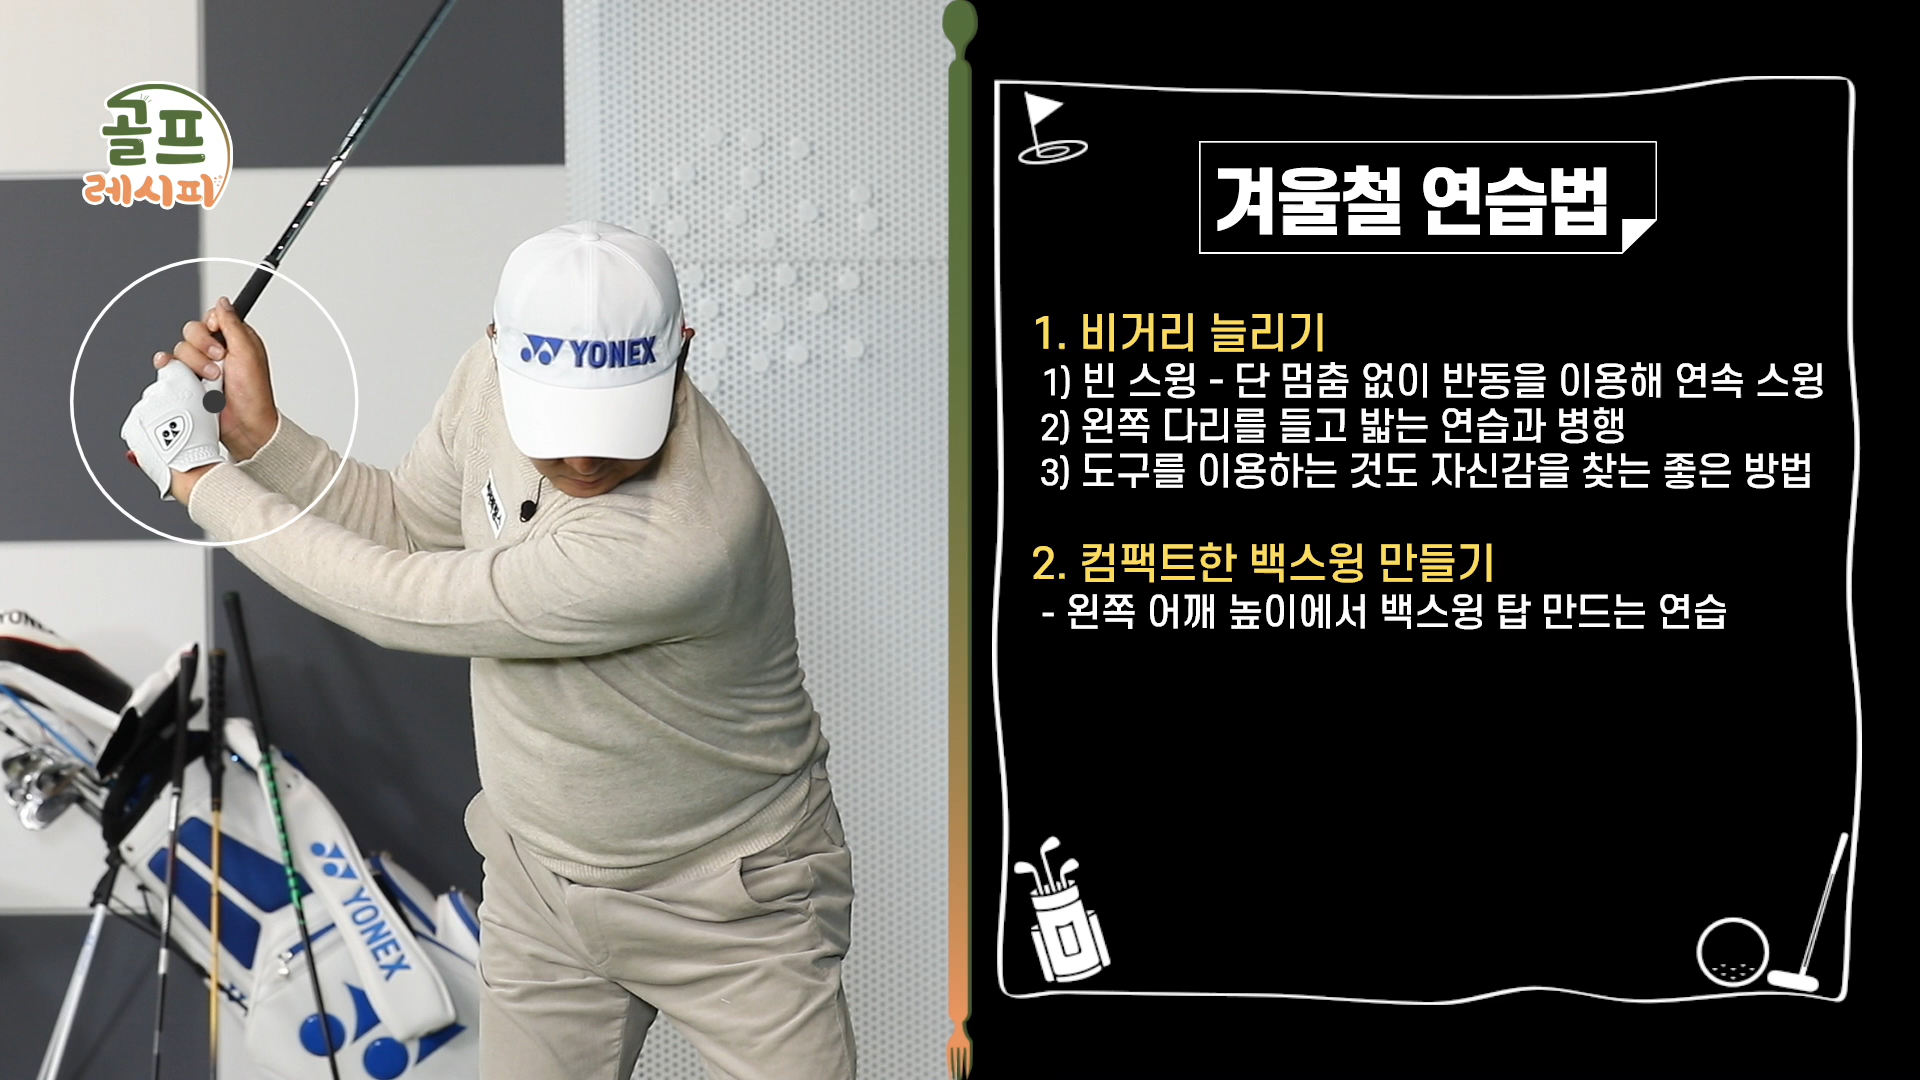 골프
레시피
YONEX
YONEX
겨울철 연습법
1. 비거리 늘리기
1) 빈 스윙 - 단 멈춤 없이 반동을 이용해 연속 스윙
2) 왼쪽 다리를 들고 밟는 연습과 병행
3) 도구를 이용하는 것도 자신감을 찾는 좋은 방법
2. 컴팩트한 백스윙 만들기
- 왼쪽 어깨 높이에서 백스윙 탑 만드는 연습